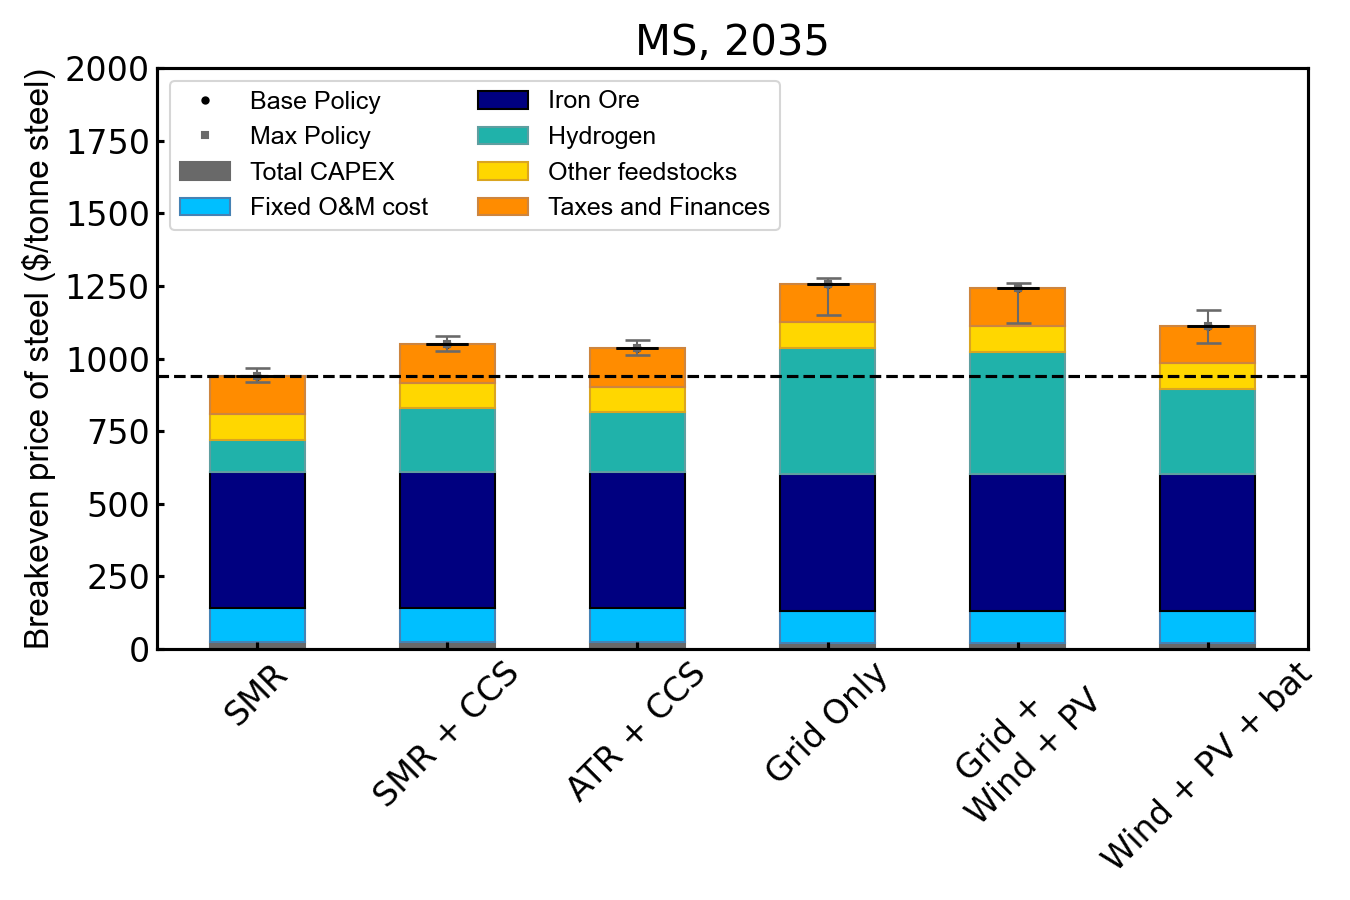 MS, 2035
Breakeven price of steel ($/tonne steel)
2000
1750
1500
1250
1000
750
500
250
0
Base Policy
Max Policy
Total CAPEX
Fixed O&M cost
Iron Ore
Hydrogen
Other feedstocks
Taxes and Finances
SMR
SMR + CCS
ATR + CCS
Grid Only
Grid +
Wind + PV
Wind + PV + bat